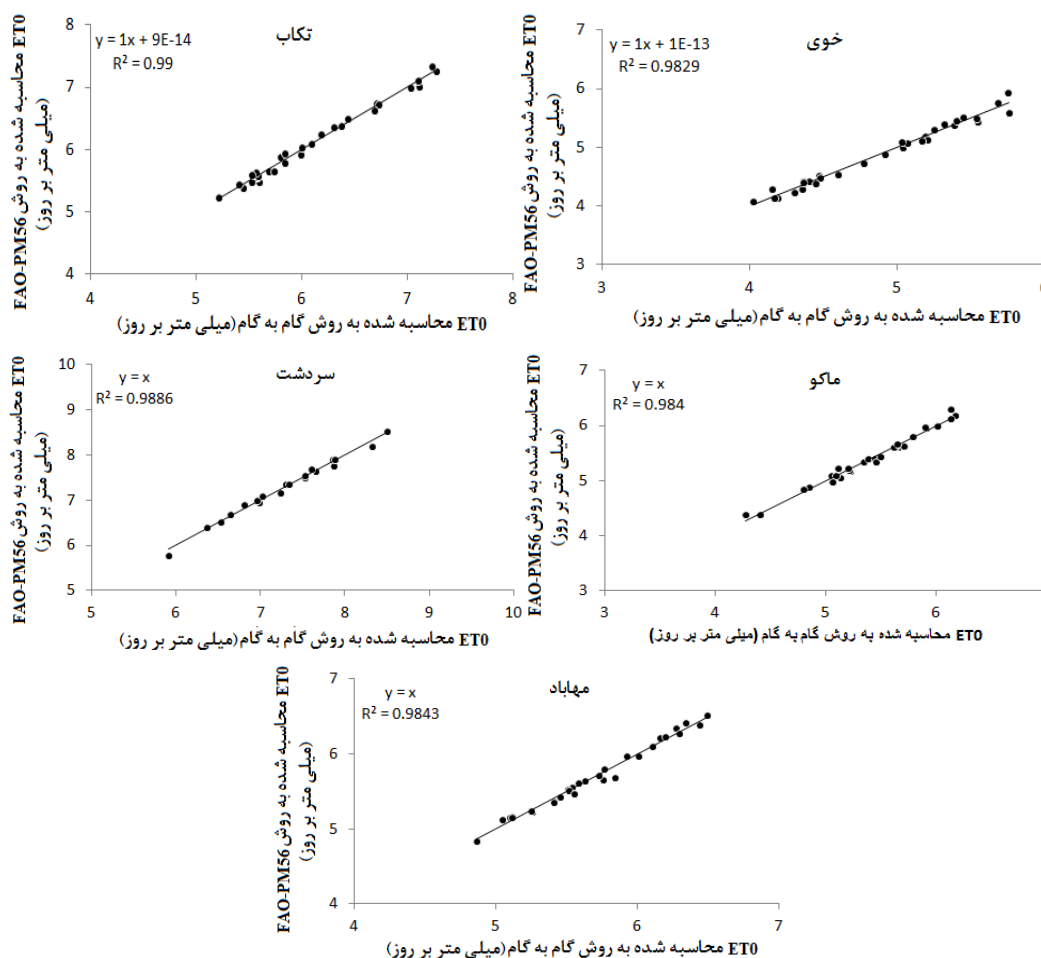 تکاب
y = 1x + 9E-14
R² = 0.99
8
7
6
5
4
4 5 6 7 8
ET0 محاسبه شده به روش FAO-PM56
(میلی متر بر روز)
ET0 محاسبه شده به روش گام به گام (میلی متر بر روز)
خوی
y = 1x + 1E-13
R² = 0.9829
7
6
5
4
3
3 4 5
ET0 محاسبه شده به روش FAO-PM56
(میلی متر بر روز)
ET0 محاسبه شده به روش گام به گام (میلی متر بر روز)
سردشت
y = x
R² = 0.9886
10
9
8
7
6
5
5 6 7 8 9 10
ET0 محاسبه شده به روش FAO-PM56
(میلی متر بر روز)
ET0 محاسبه شده به روش گام به گام (میلی متر بر روز)
ماکو
y = x
R² = 0.984
7
6
5
4
3
3 4 5 6
ET0 محاسبه شده به روش FAO-PM56
(میلی متر بر روز)
ET0 محاسبه شده به روش گام به گام (میلی متر بر روز)
مهاباد
y = x
R² = 0.9843
7
6
5
4
4 5 6 7
ET0 محاسبه شده به روش FAO-PM56
(میلی متر بر روز)
ET0 محاسبه شده به روش گام به گام (میلی متر بر روز)